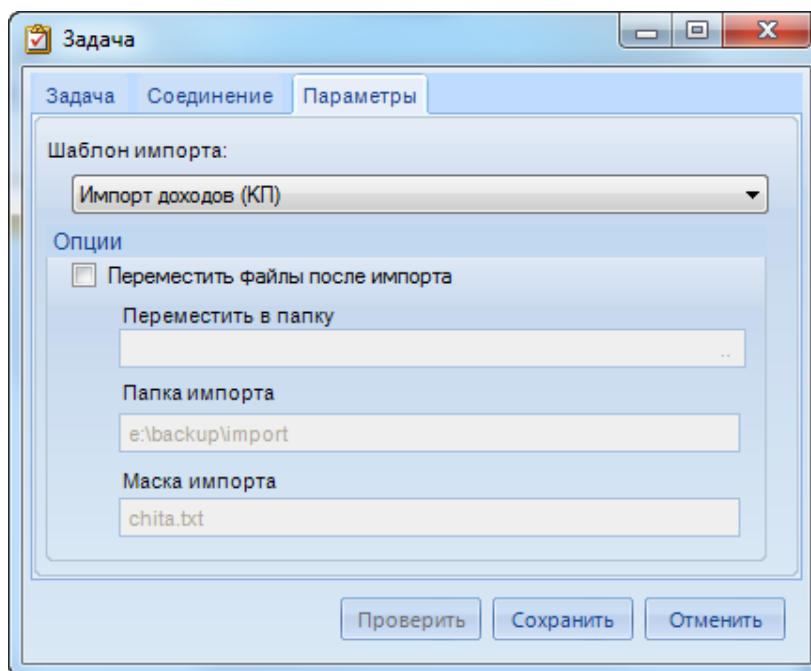 Задача
Задача Соединение Параметры
Шаблон импорта:
Импорт доходов (КП)
Опции
Переместить файлы после импорта
Переместить в папку
..
Папка импорта
e:\backup\import
Маска импорта
chita.txt
Проверить Сохранить Отменить